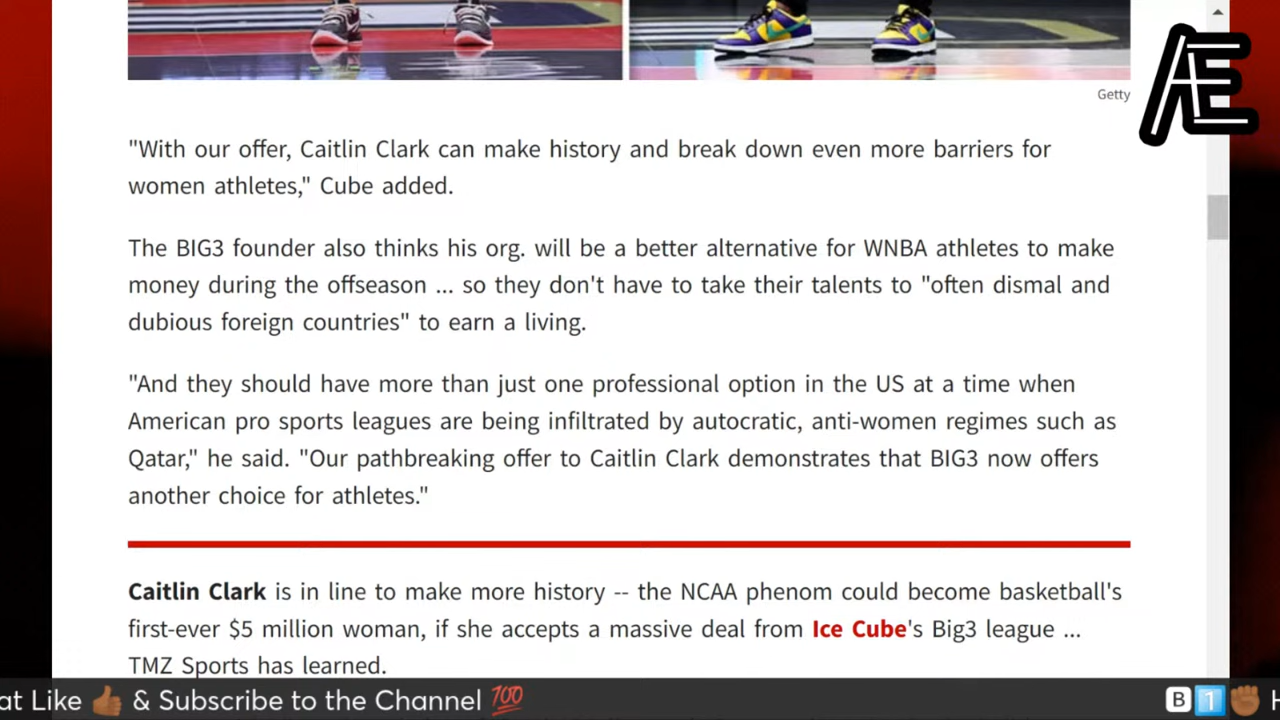 Getty
"With our offer, Caitlin Clark can make history and break down even more barriers for
women athletes," Cube added.
The BIG3 founder also thinks his org. will be a better alternative for WNBA athletes to make
money during the offseason ... so they don't have to take their talents to "often dismal and
dubious foreign countries" to earn a living.
"And they should have more than just one professional option in the US at a time when
American pro sports leagues are being infiltrated by autocratic, anti-women regimes such as
Qatar," he said. "Our pathbreaking offer to Caitlin Clark demonstrates that BIG3 now offers
another choice for athletes."
Caitlin Clark is in line to make more history -- the NCAA phenom could become basketball's
first-ever $5 million woman, if she accepts a massive deal from Ice Cube's Big3 league ...
TMZ Sports has learned.
at Like 👍🏾 & Subscribe to the Channel 💯 🅱1️⃣✊🏾 H